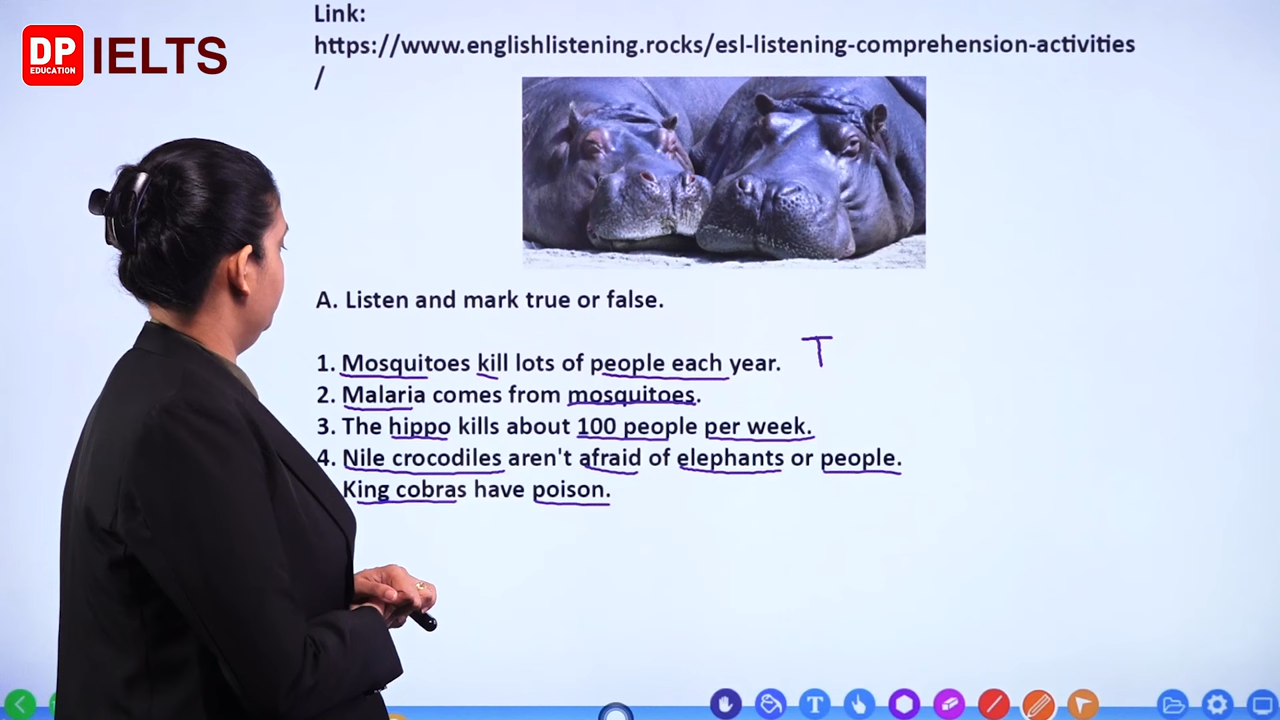 DP
EDUCATION
IELTS
Link:
https://www.englishlistening.rocks/esl-listening-comprehension-activities
/
A. Listen and mark true or false.
1. Mosquitoes kill lots of people each year. T
2. Malaria comes from mosquitoes.
3. The hippo kills about 100 people per week.
4. Nile crocodiles aren't afraid of elephants or people.
King cobras have poison.
T